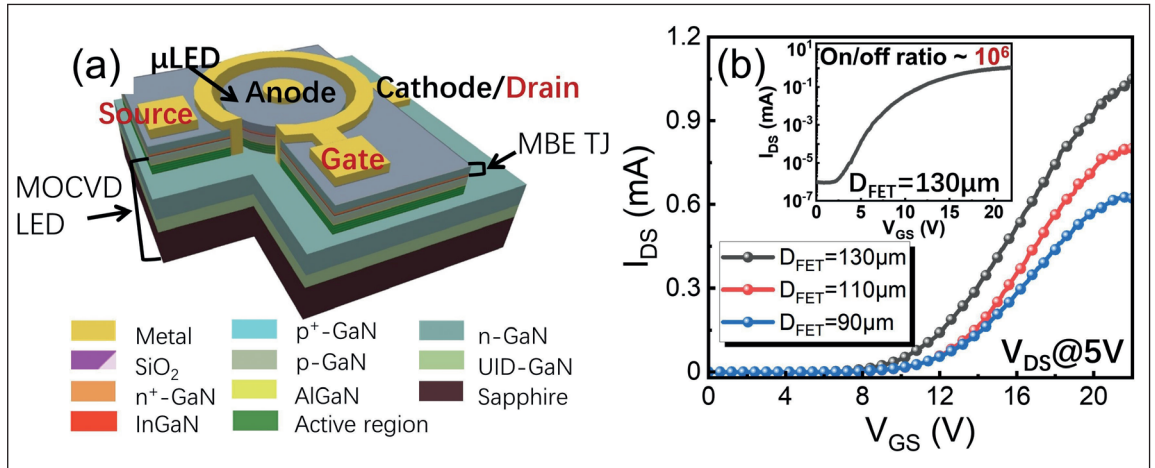 (a)
μLED
Anode
Cathode/Drain
Source
Gate
MBE TJ
MOCVD
LED
Metal
SiO₂
n⁺-GaN
InGaN
p⁺-GaN
p-GaN
AlGaN
Active region
n-GaN
UID-GaN
Sapphire
(b)
1.2
0.9
0.6
0.3
0
I_DS (mA)
0 4 8 12 16 20
V_GS (V)
On/off ratio ~ 10⁶
10¹
10⁻¹
10⁻³
10⁻⁵
10⁻⁷
I_DS (mA)
D_FET=130μm
0 5 10 15 20
V_GS (V)
D_FET=130μm
D_FET=110μm
D_FET=90μm
V_DS@5V